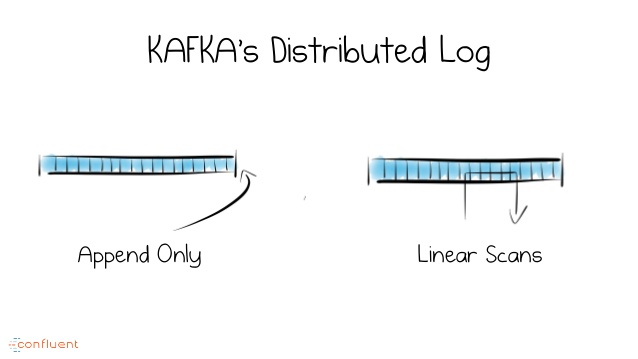 KAFKA's Distributed Log
Append Only
Linear Scans
confluent